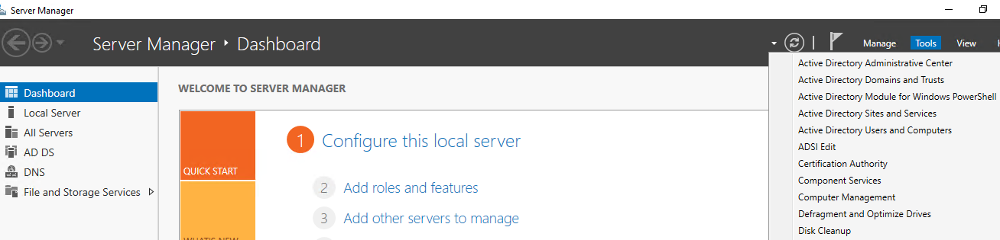 Server Manager
Server Manager • Dashboard
Manage Tools View
Dashboard
Local Server
All Servers
AD DS
DNS
File and Storage Services
WELCOME TO SERVER MANAGER
QUICK START
WHAT'S NEW
1 Configure this local server
2 Add roles and features
3 Add other servers to manage
Active Directory Administrative Center
Active Directory Domains and Trusts
Active Directory Module for Windows PowerShell
Active Directory Sites and Services
Active Directory Users and Computers
ADSI Edit
Certification Authority
Component Services
Computer Management
Defragment and Optimize Drives
Disk Cleanup